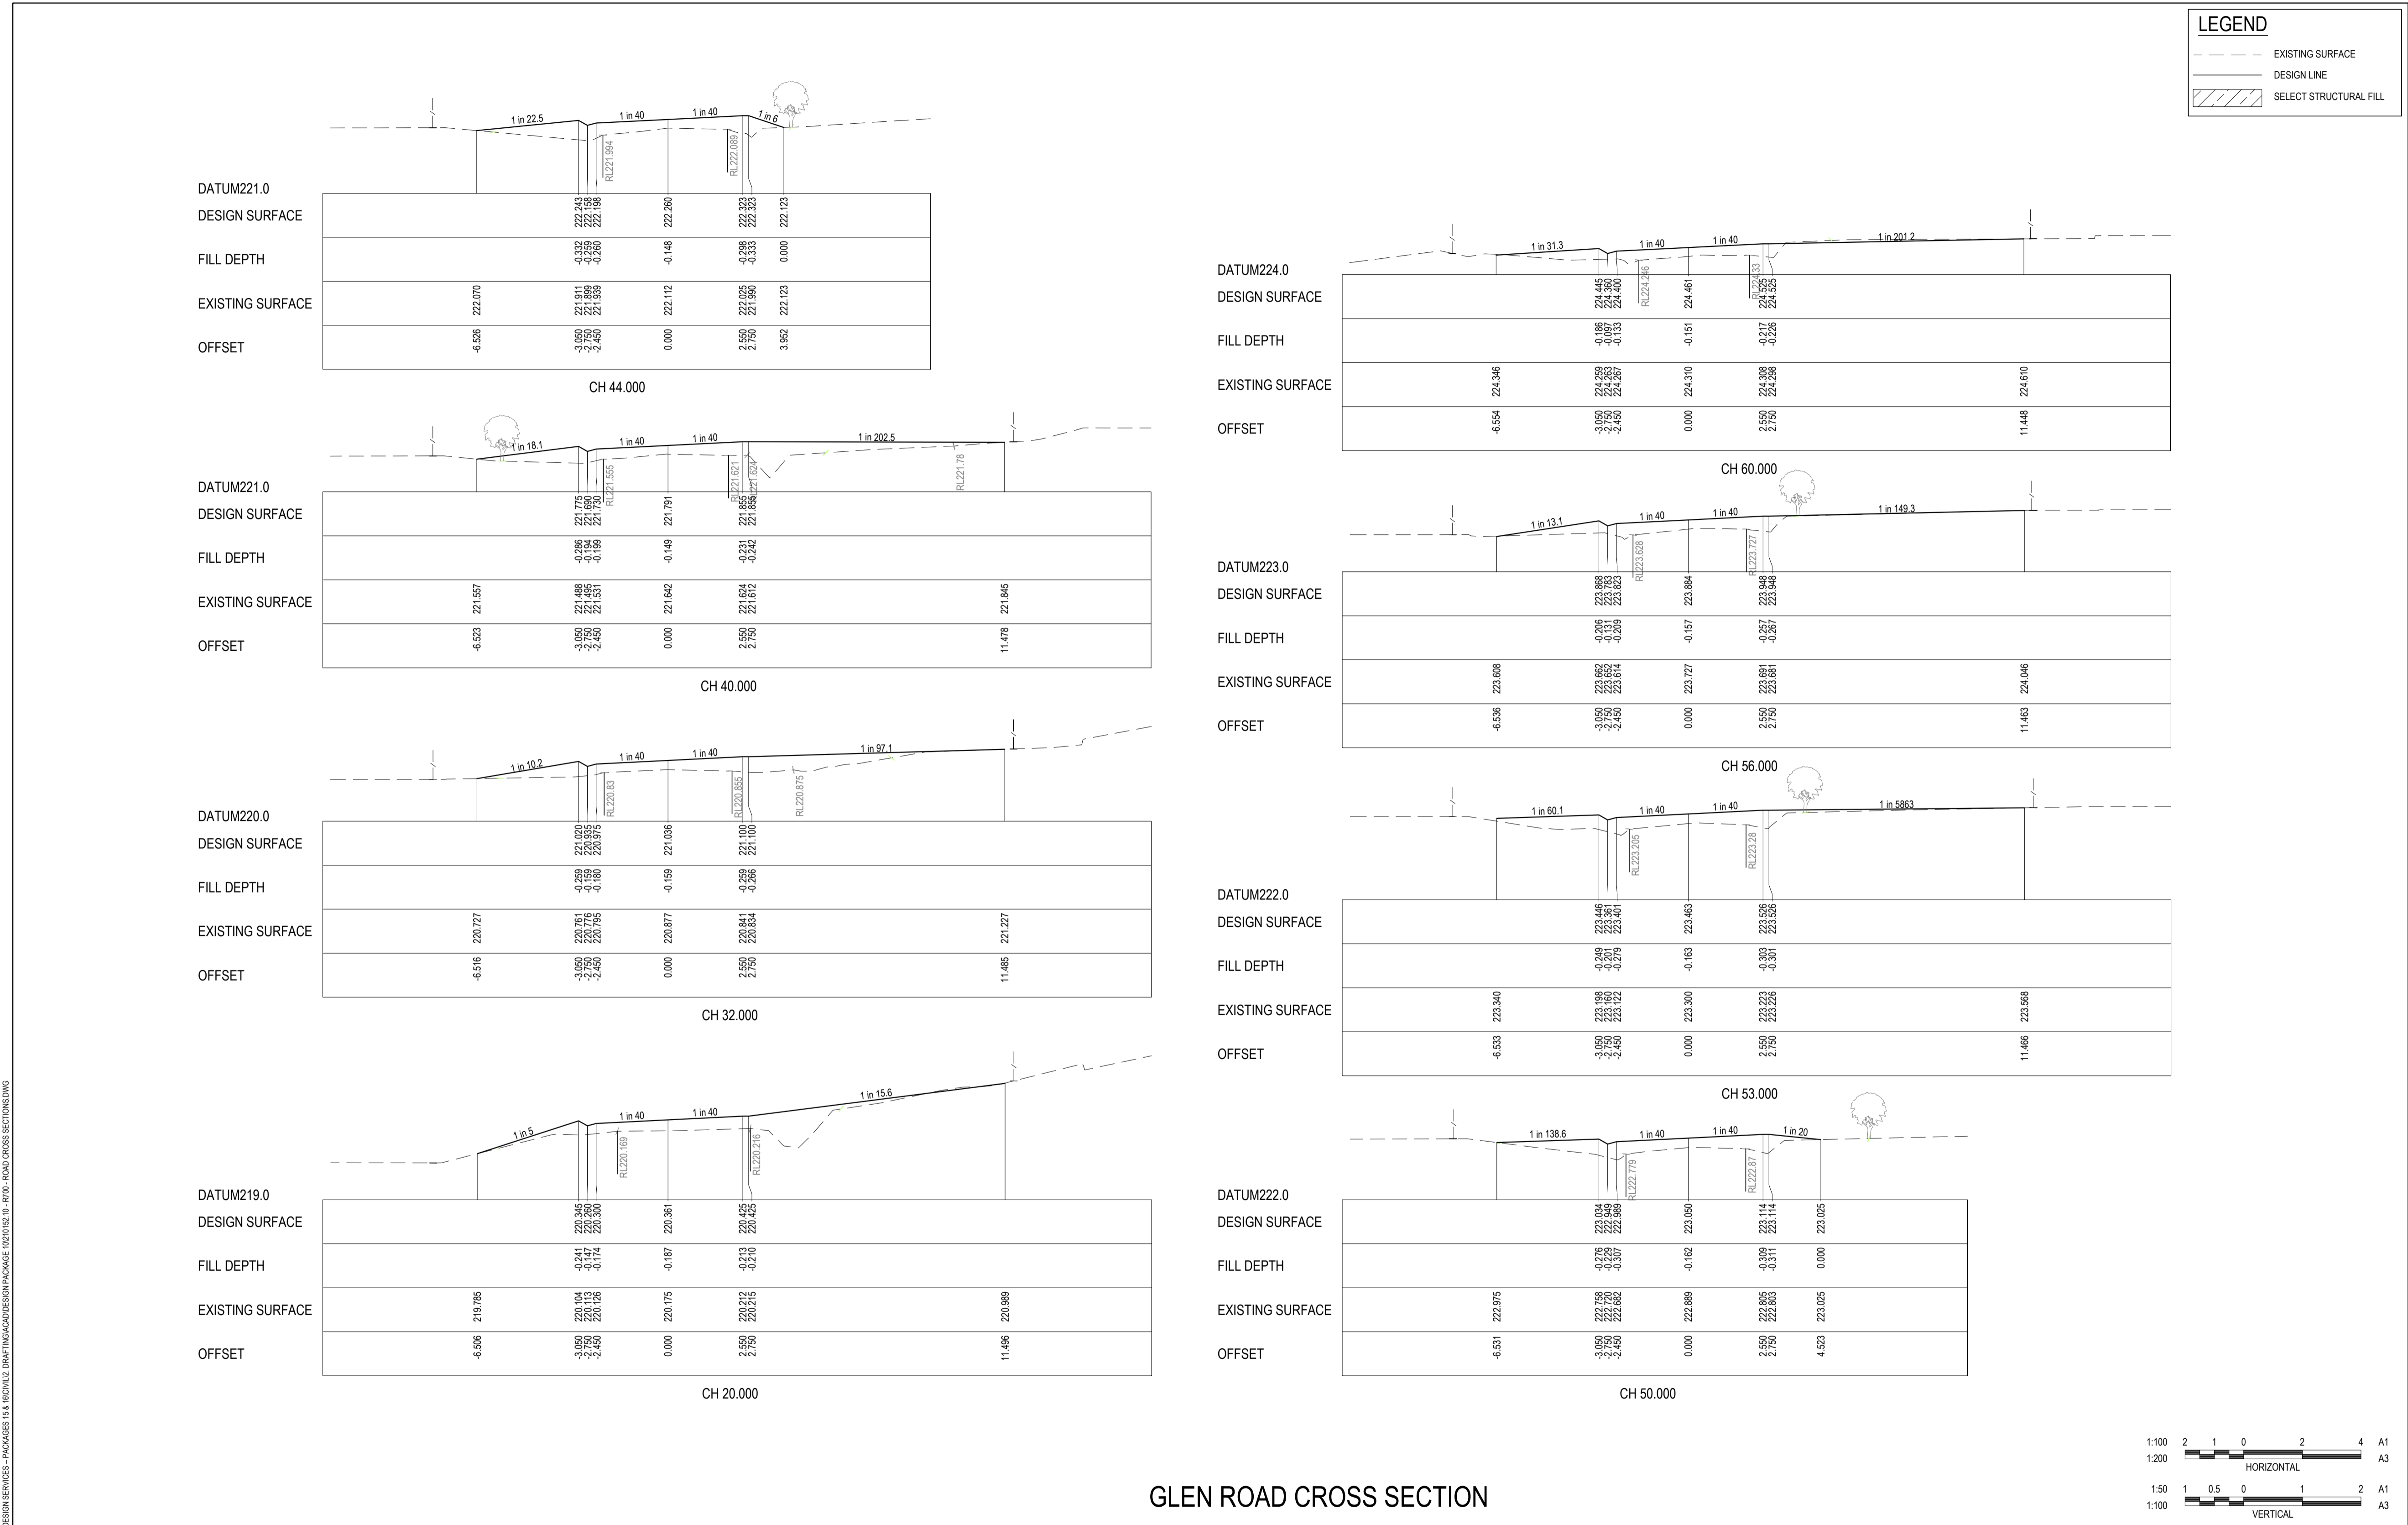 LEGEND
EXISTING SURFACE
DESIGN LINE
SELECT STRUCTURAL FILL
1 in 22.5
1 in 40
1 in 40
1 in 6
RL221.994
RL222.089
DATUM221.0
DESIGN SURFACE
222.243 222.158 222.198 222.260 222.323 222.323 222.123
FILL DEPTH
-0.332 -0.259 -0.260 -0.148 -0.298 -0.333 0.000
EXISTING SURFACE
222.070 221.911 221.899 221.939 222.112 222.025 221.990 222.123
OFFSET
-6.526 -3.050 -2.750 -2.450 0.000 2.550 2.750 3.952
CH 44.000
1 in 18.1
1 in 40
1 in 40
1 in 202.5
RL221.555
RL221.621
RL221.624
RL221.78
DATUM221.0
DESIGN SURFACE
221.775 221.690 221.730 221.791 221.855 221.855
FILL DEPTH
-0.286 -0.194 -0.199 -0.149 -0.231 -0.242
EXISTING SURFACE
221.557 221.488 221.495 221.531 221.642 221.624 221.612 221.845
OFFSET
-6.523 -3.050 -2.750 -2.450 0.000 2.550 2.750 11.478
CH 40.000
1 in 10.2
1 in 40
1 in 40
1 in 97.1
RL220.83
RL220.855
RL220.875
DATUM220.0
DESIGN SURFACE
221.020 220.935 220.975 221.036 221.100 221.100
FILL DEPTH
-0.259 -0.159 -0.180 -0.159 -0.259 -0.266
EXISTING SURFACE
220.727 220.761 220.776 220.795 220.877 220.841 220.834 221.227
OFFSET
-6.516 -3.050 -2.750 -2.450 0.000 2.550 2.750 11.485
CH 32.000
1 in 5
1 in 40
1 in 40
1 in 15.6
RL220.169
RL220.216
DATUM219.0
DESIGN SURFACE
220.345 220.260 220.300 220.361 220.425 220.425
FILL DEPTH
-0.241 -0.147 -0.174 -0.187 -0.213 -0.210
EXISTING SURFACE
219.785 220.104 220.113 220.126 220.175 220.212 220.215 220.989
OFFSET
-6.506 -3.050 -2.750 -2.450 0.000 2.550 2.750 11.496
CH 20.000
1 in 31.3
1 in 40
1 in 40
1 in 201.2
RL224.246
RL224.33
DATUM224.0
DESIGN SURFACE
224.445 224.360 224.400 224.461 224.525 224.525
FILL DEPTH
-0.186 -0.097 -0.133 -0.151 -0.217 -0.226
EXISTING SURFACE
224.346 224.259 224.263 224.267 224.310 224.308 224.298 224.610
OFFSET
-6.554 -3.050 -2.750 -2.450 0.000 2.550 2.750 11.448
CH 60.000
1 in 13.1
1 in 40
1 in 40
1 in 149.3
RL223.628
RL223.727
DATUM223.0
DESIGN SURFACE
223.868 223.783 223.823 223.884 223.948 223.948
FILL DEPTH
-0.206 -0.131 -0.209 -0.157 -0.257 -0.267
EXISTING SURFACE
223.608 223.662 223.652 223.614 223.727 223.691 223.681 224.046
OFFSET
-6.536 -3.050 -2.750 -2.450 0.000 2.550 2.750 11.463
CH 56.000
1 in 60.1
1 in 40
1 in 40
1 in 5863
RL223.205
RL223.28
DATUM222.0
DESIGN SURFACE
223.446 223.361 223.401 223.463 223.526 223.526
FILL DEPTH
-0.249 -0.201 -0.279 -0.163 -0.303 -0.301
EXISTING SURFACE
223.340 223.198 223.160 223.122 223.300 223.223 223.226 223.568
OFFSET
-6.533 -3.050 -2.750 -2.450 0.000 2.550 2.750 11.466
CH 53.000
1 in 138.6
1 in 40
1 in 40
1 in 20
RL222.779
RL222.87
DATUM222.0
DESIGN SURFACE
223.034 222.949 222.989 223.050 223.114 223.114 223.025
FILL DEPTH
-0.276 -0.229 -0.307 -0.162 -0.309 -0.311 0.000
EXISTING SURFACE
222.975 222.758 222.720 222.682 222.889 222.805 222.803 223.025
OFFSET
-6.531 -3.050 -2.750 -2.450 0.000 2.550 2.750 4.523
CH 50.000
GLEN ROAD CROSS SECTION
1:100 2 1 0 2 4 A1
1:200 A3
HORIZONTAL
1:50 1 0.5 0 1 2 A1
1:100 A3
VERTICAL
DESIGN SERVICES – PACKAGES 15 & 16\CIVIL\2. DRAFTING\ACAD\DESIGN PACKAGE 10\210152.10 - R700 - ROAD CROSS SECTIONS.DWG